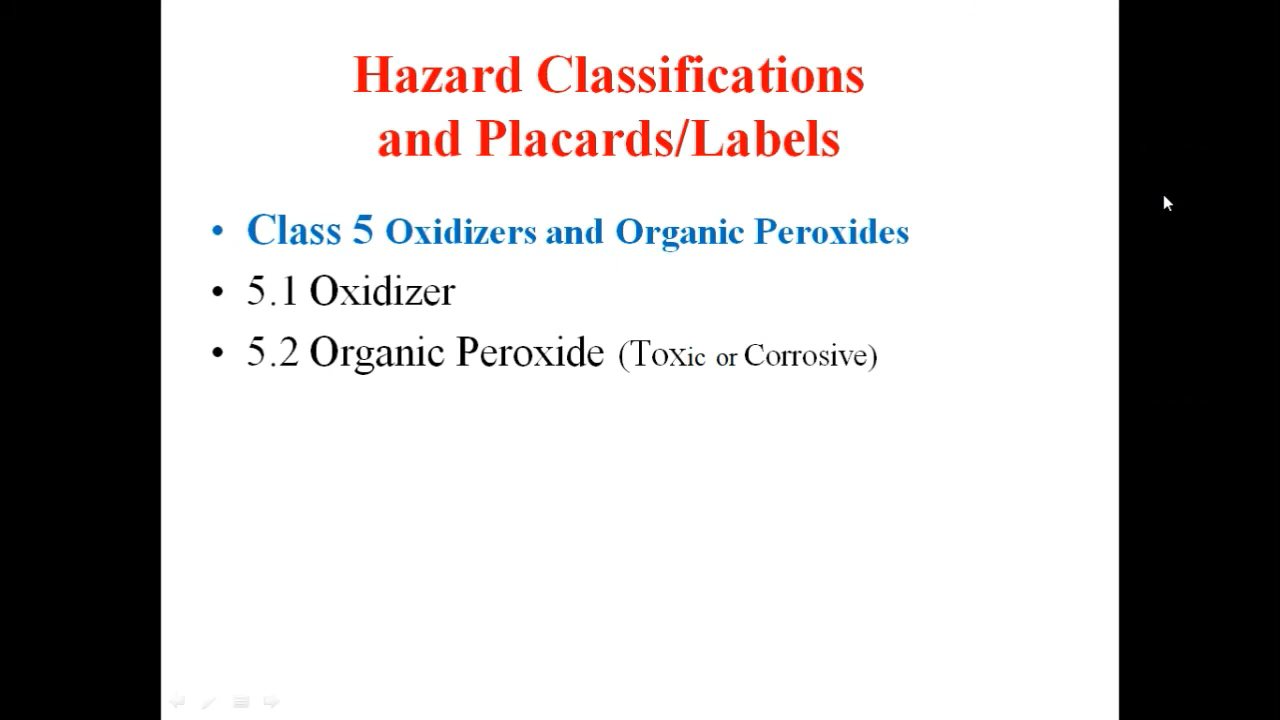 Hazard Classifications
and Placards/Labels
• Class 5 Oxidizers and Organic Peroxides
• 5.1 Oxidizer
• 5.2 Organic Peroxide (Toxic or Corrosive)